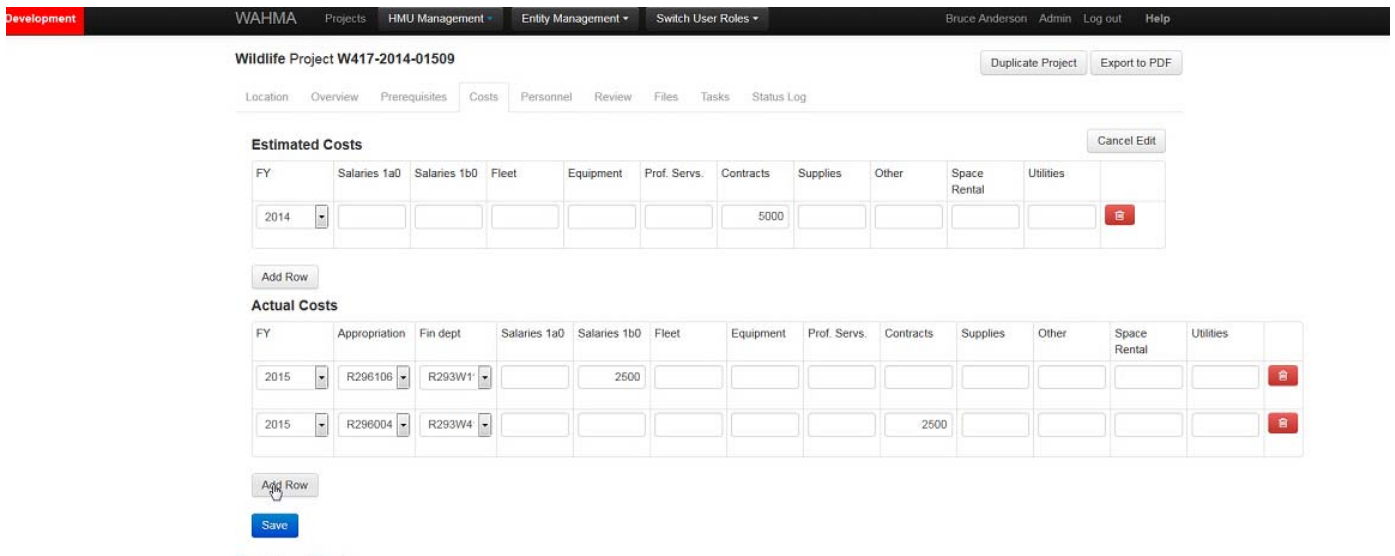 Development
WAHMA Projects HMU Management Entity Management Switch User Roles Bruce Anderson Admin Log out Help
Wildlife Project W417-2014-01509 Duplicate Project Export to PDF
Location Overview Prerequisites Costs Personnel Review Files Tasks Status Log
Estimated Costs Cancel Edit
FY Salaries 1a0 Salaries 1b0 Fleet Equipment Prof. Servs. Contracts Supplies Other Space Rental Utilities
2014 5000
Add Row
Actual Costs
FY Appropriation Fin dept Salaries 1a0 Salaries 1b0 Fleet Equipment Prof. Servs. Contracts Supplies Other Space Rental Utilities
2015 R296106 R293W1 2500
2015 R296004 R293W4 2500
Add Row
Save